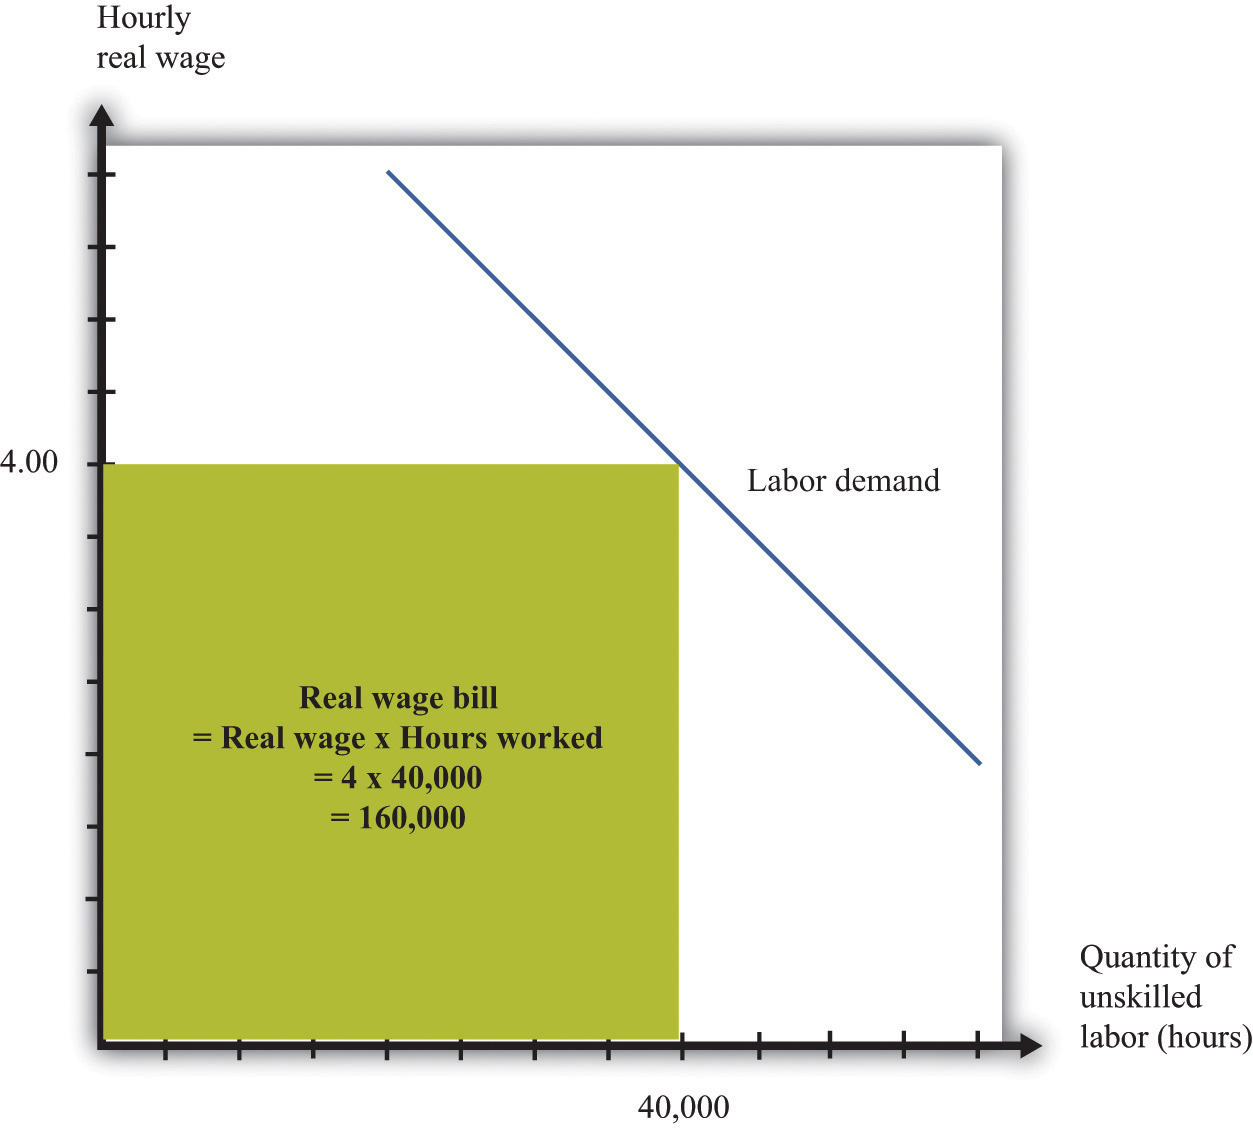 Hourly
real wage
4.00
Labor demand
Real wage bill
= Real wage x Hours worked
= 4 x 40,000
= 160,000
Quantity of
unskilled
labor (hours)
40,000